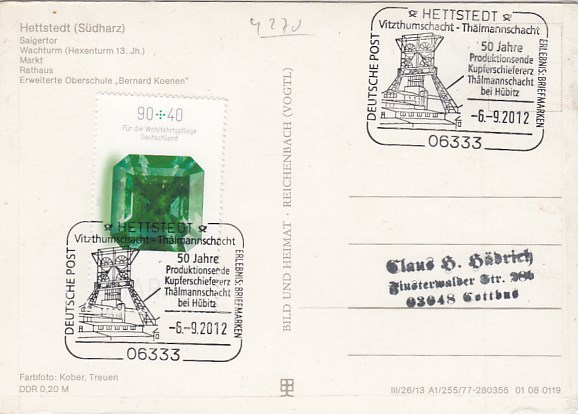 Hettstedt (Südharz)
Saigertor
Wachturm (Hexenturm 13. Jh.)
Markt
Rathaus
Erweiterte Oberschule „Bernard Koenen"
4270
90+40
Für die Wohlfahrtspflege
Deutschland
HETTSTEDT
Vitzthumschacht - Thälmannschacht
DEUTSCHE POST
50 Jahre
Produktionsende
Kupferschiefererz
Thälmannschacht
bei Hübitz
-6.-9.2012
ERLEBNIS: BRIEFMARKEN
06333
HETTSTEDT
Vitzthumschacht - Thälmannschacht
DEUTSCHE POST
50 Jahre
Produktionsende
Kupferschiefererz
Thälmannschacht
bei Hübitz
-6.-9.2012
ERLEBNIS: BRIEFMARKEN
06333
BILD UND HEIMAT · REICHENBACH (VOGTL)
Claus H. Hädrich
Finsterwalder Str. 28b
03048 Cottbus
Farbfoto: Kober, Treuen
DDR 0,20 M
III/26/13 A1/255/77-280355 01 08 0119